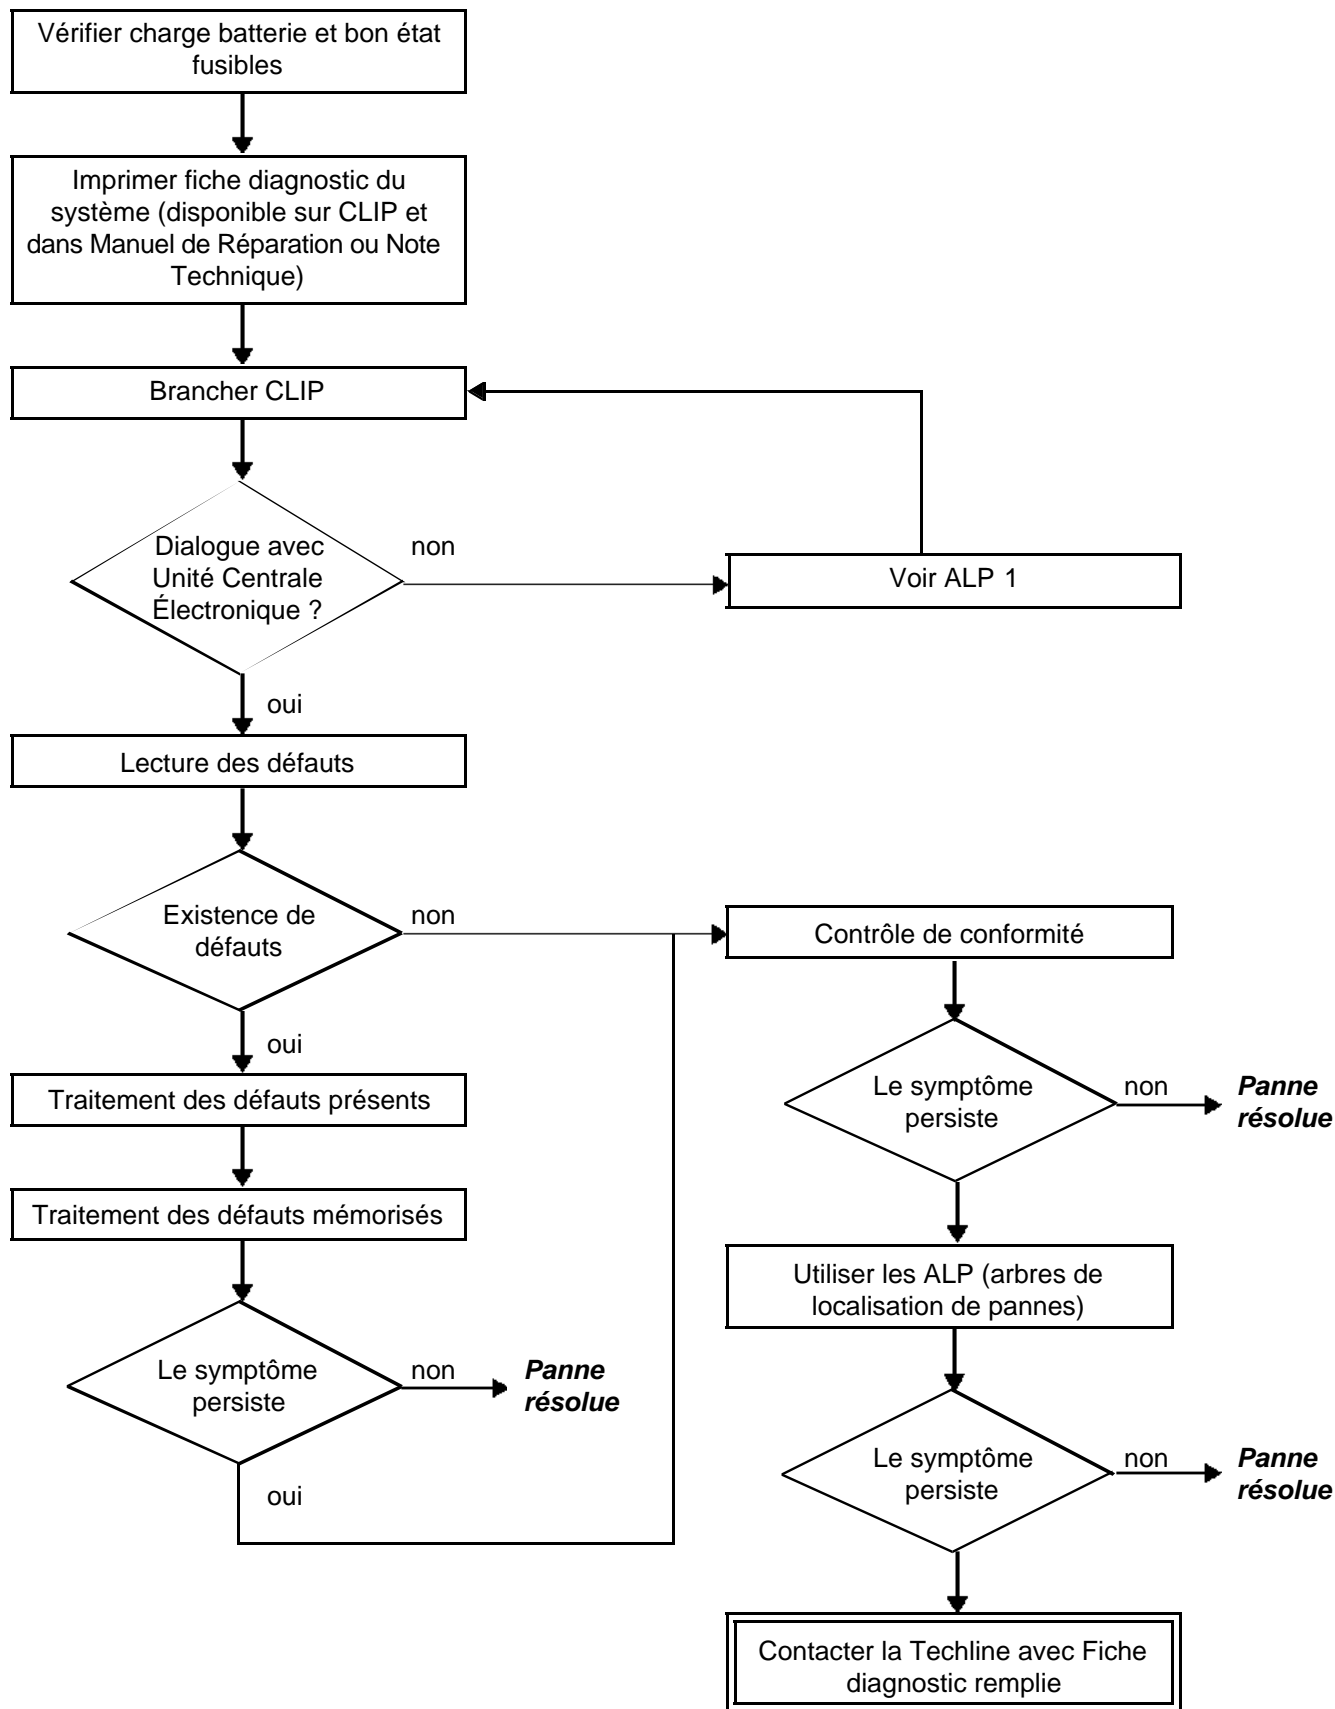 Vérifier charge batterie et bon état
fusibles
Imprimer fiche diagnostic du
système (disponible sur CLIP et
dans Manuel de Réparation ou Note
Technique)
Brancher CLIP
Dialogue avec
Unité Centrale
Électronique ?
non
Voir ALP 1
oui
Lecture des défauts
Existence de
défauts
non
Contrôle de conformité
oui
Traitement des défauts présents
Le symptôme
persiste
non
Panne
résolue
Traitement des défauts mémorisés
Utiliser les ALP (arbres de
localisation de pannes)
Le symptôme
persiste
non
Panne
résolue
oui
Le symptôme
persiste
non
Panne
résolue
Contacter la Techline avec Fiche
diagnostic remplie